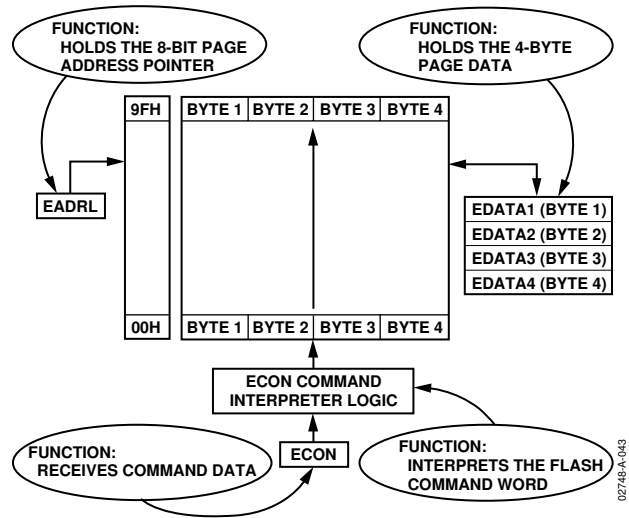 FUNCTION:
HOLDS THE 8-BIT PAGE
ADDRESS POINTER
FUNCTION:
HOLDS THE 4-BYTE
PAGE DATA
9FH
BYTE 1 BYTE 2 BYTE 3 BYTE 4
EADRL
EDATA1 (BYTE 1)
EDATA2 (BYTE 2)
EDATA3 (BYTE 3)
EDATA4 (BYTE 4)
00H
BYTE 1 BYTE 2 BYTE 3 BYTE 4
ECON COMMAND
INTERPRETER LOGIC
FUNCTION:
RECEIVES COMMAND DATA
ECON
FUNCTION:
INTERPRETS THE FLASH
COMMAND WORD
02748-A-043